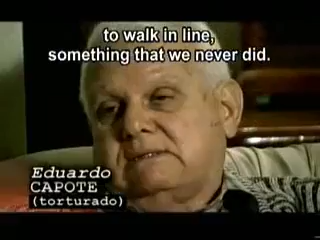 to walk in line,
something that we never did.
Eduardo
CAPOTE
(torturado)